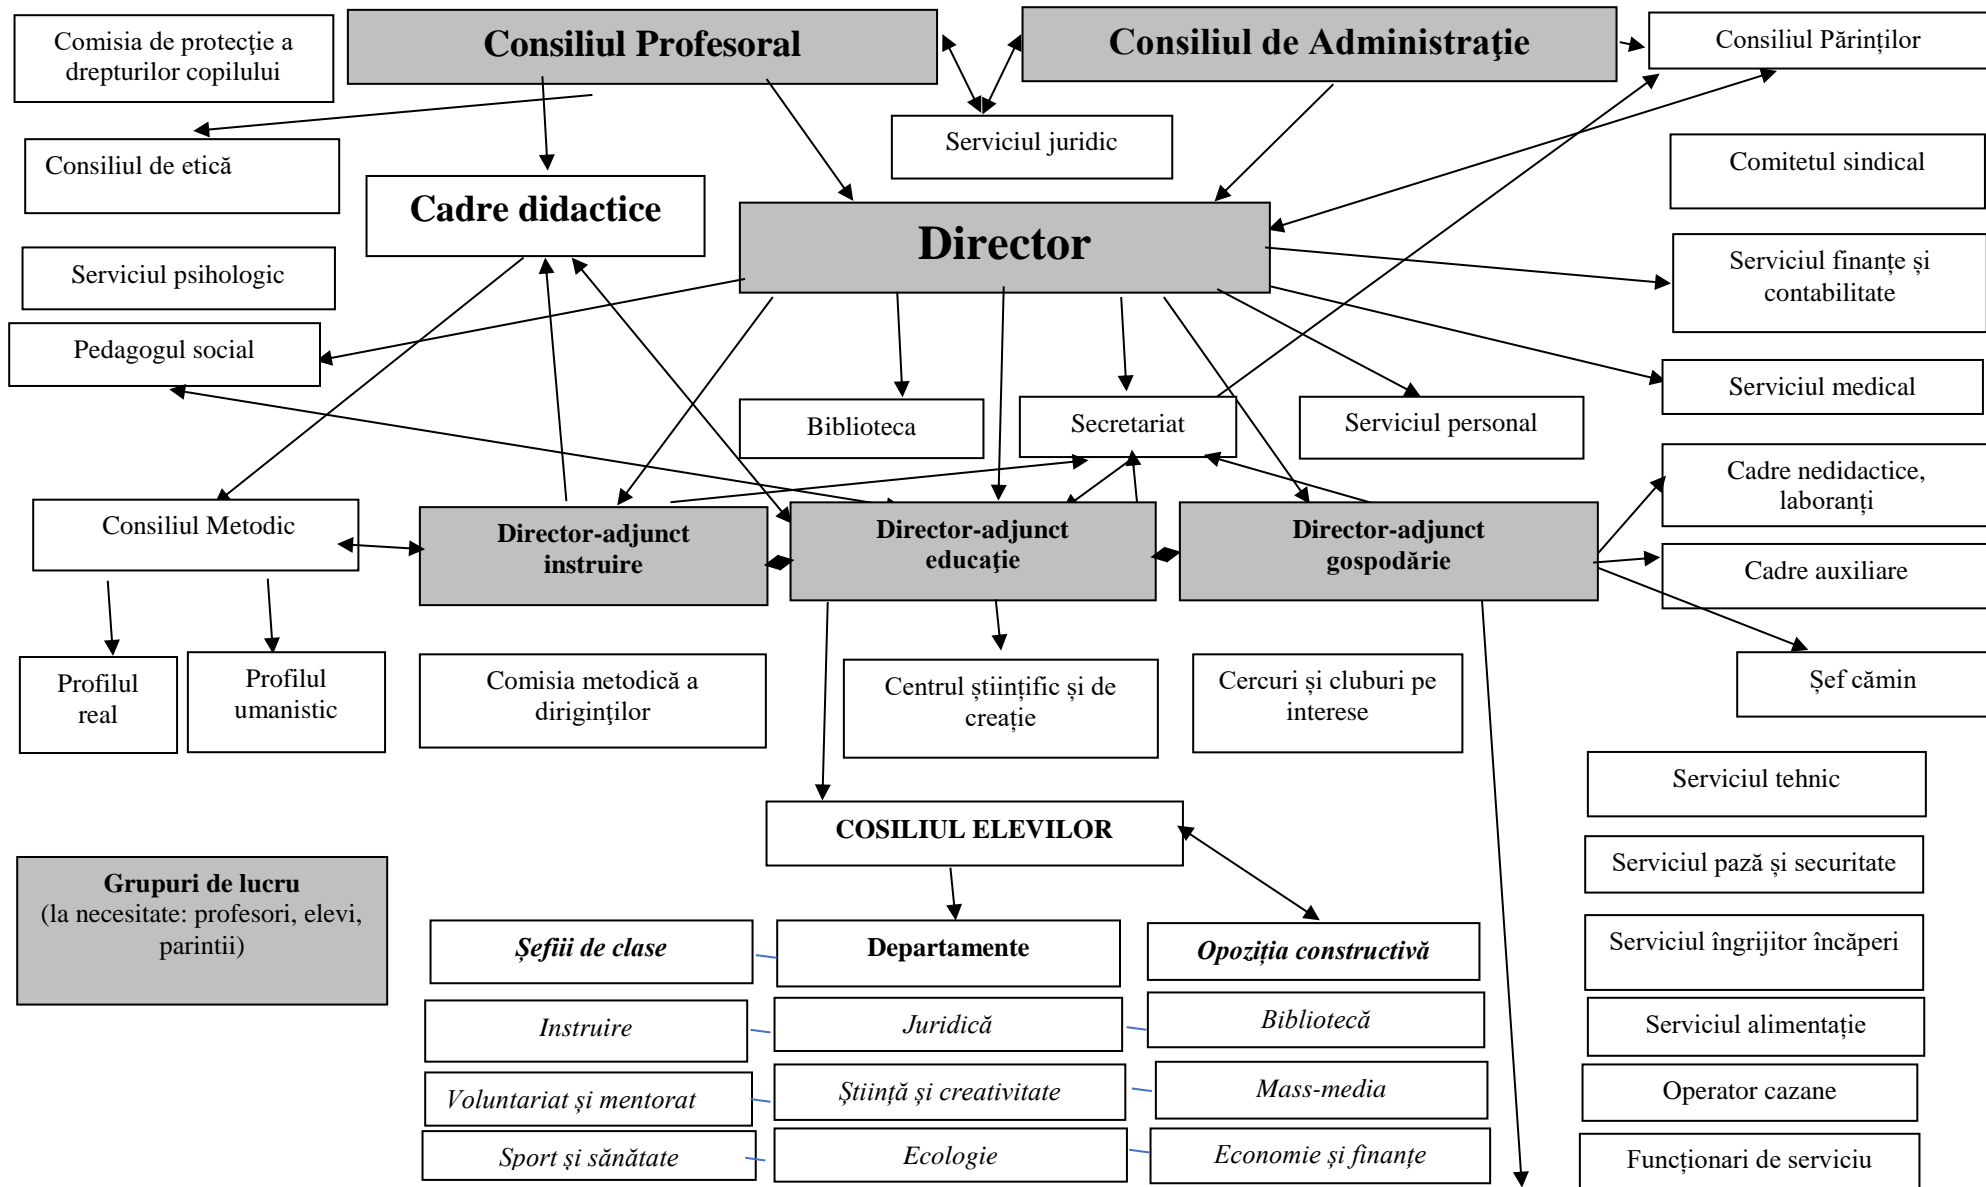 Comisia de protecție a
drepturilor copilului
Consiliul Profesoral
Consiliul de Administraţie
Consiliul Părinților
Serviciul juridic
Consiliul de etică
Comitetul sindical
Cadre didactice
Director
Serviciul psihologic
Serviciul finanțe și
contabilitate
Pedagogul social
Serviciul medical
Biblioteca
Secretariat
Serviciul personal
Cadre nedidactice,
laboranți
Consiliul Metodic
Director-adjunct
instruire
Director-adjunct
educaţie
Director-adjunct
gospodărie
Cadre auxiliare
Profilul
real
Profilul
umanistic
Comisia metodică a
diriginţilor
Centrul științific și de
creație
Cercuri și cluburi pe
interese
Șef cămin
Serviciul tehnic
COSILIUL ELEVILOR
Serviciul pază și securitate
Grupuri de lucru
(la necesitate: profesori, elevi,
parintii)
Șefiii de clase
Departamente
Opoziția constructivă
Serviciul îngrijitor încăperi
Instruire
Juridică
Bibliotecă
Serviciul alimentație
Voluntariat și mentorat
Știință și creativitate
Mass-media
Operator cazane
Sport și sănătate
Ecologie
Economie și finanțe
Funcționari de serviciu